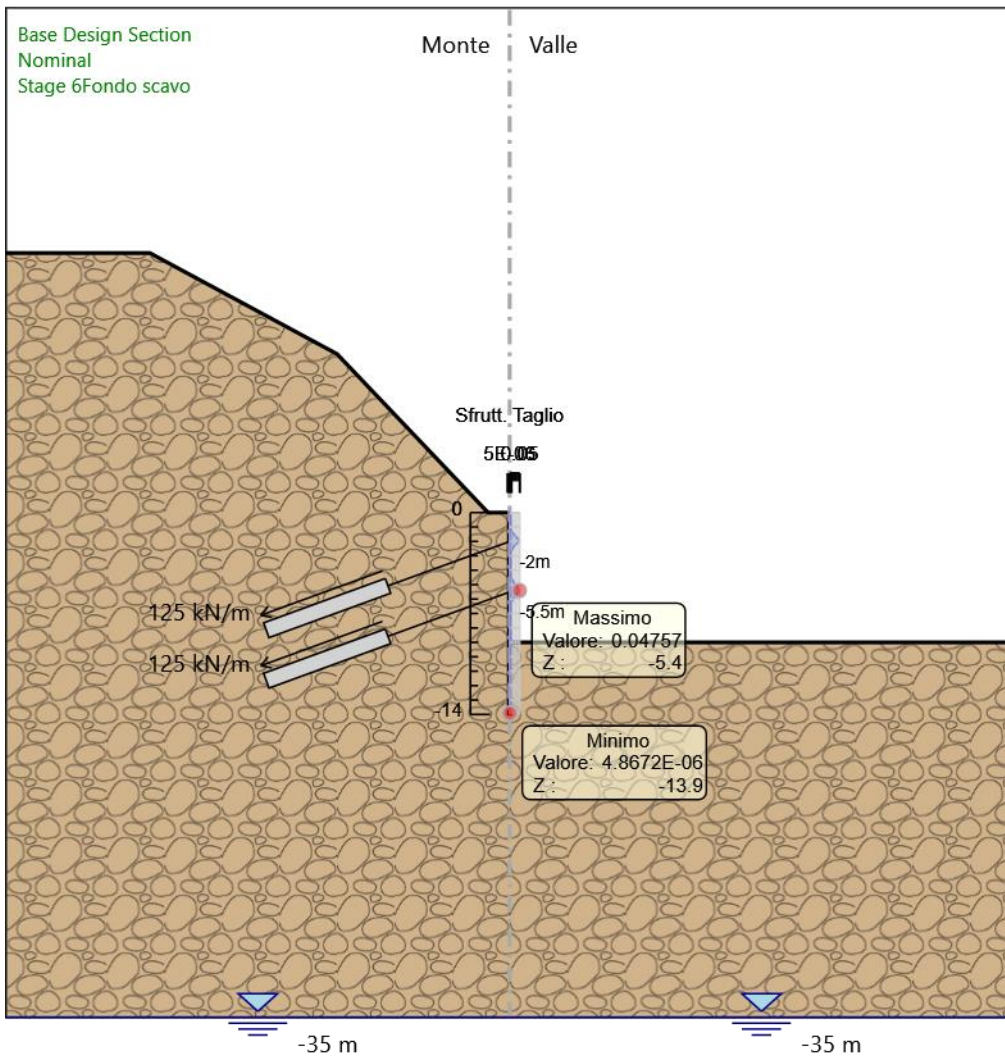 Base Design Section
Nominal
Stage 6Fondo scavo
Monte
Valle
Sfrutt. Taglio
0
-2m
125 kN/m
-5.5m
Massimo
Valore: 0.04757
Z : -5.4
125 kN/m
-14
Minimo
Valore: 4.8672E-06
Z : -13.9
-35 m
-35 m